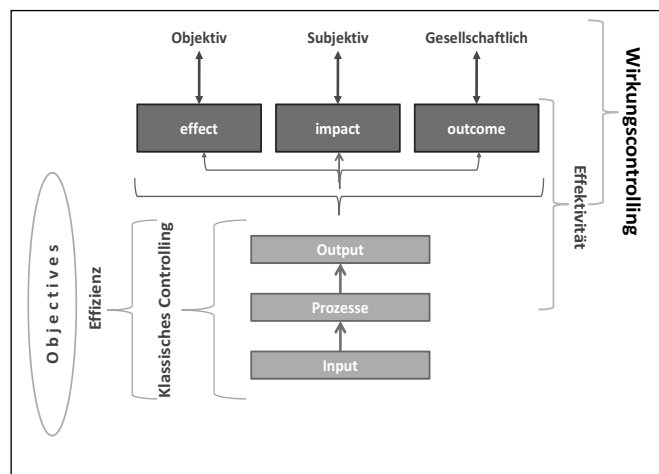 Objektiv
Subjektiv
Gesellschaftlich
effect
impact
outcome
Wirkungscontrolling
Effektivität
Objectives
Effizienz
Klassisches Controlling
Output
Prozesse
Input